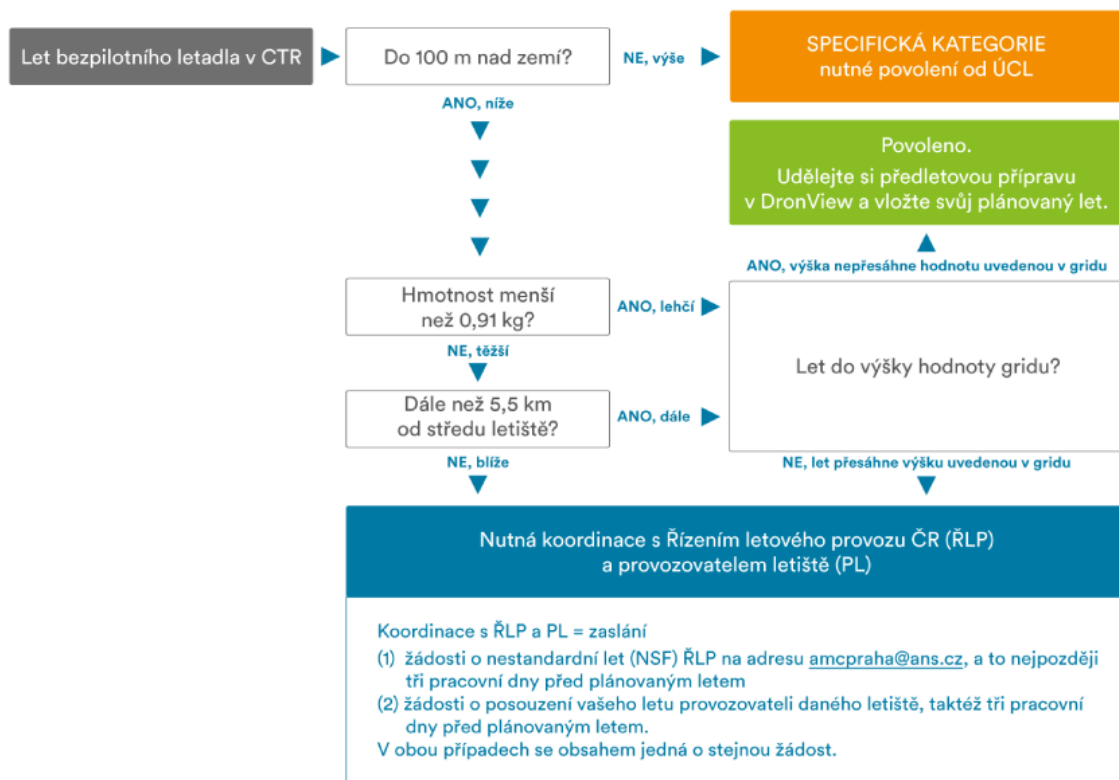 Let bezpilotního letadla v CTR
Do 100 m nad zemí?
NE, výše
SPECIFICKÁ KATEGORIE
nutné povolení od ÚCL
ANO, níže
Povoleno.
Udělejte si předletovou přípravu
v DronView a vložte svůj plánovaný let.
ANO, výška nepřesáhne hodnotu uvedenou v gridu
Hmotnost menší
než 0,91 kg?
ANO, lehčí
Let do výšky hodnoty gridu?
NE, těžší
Dále než 5,5 km
od středu letiště?
ANO, dále
NE, blíže
NE, let přesáhne výšku uvedenou v gridu
Nutná koordinace s Řízením letového provozu ČR (ŘLP)
a provozovatelem letiště (PL)
Koordinace s ŘLP a PL = zaslání
(1) žádosti o nestandardní let (NSF) ŘLP na adresu amcpraha@ans.cz, a to nejpozději
tři pracovní dny před plánovaným letem
(2) žádosti o posouzení vašeho letu provozovateli daného letiště, taktéž tři pracovní
dny před plánovaným letem.
V obou případech se obsahem jedná o stejnou žádost.